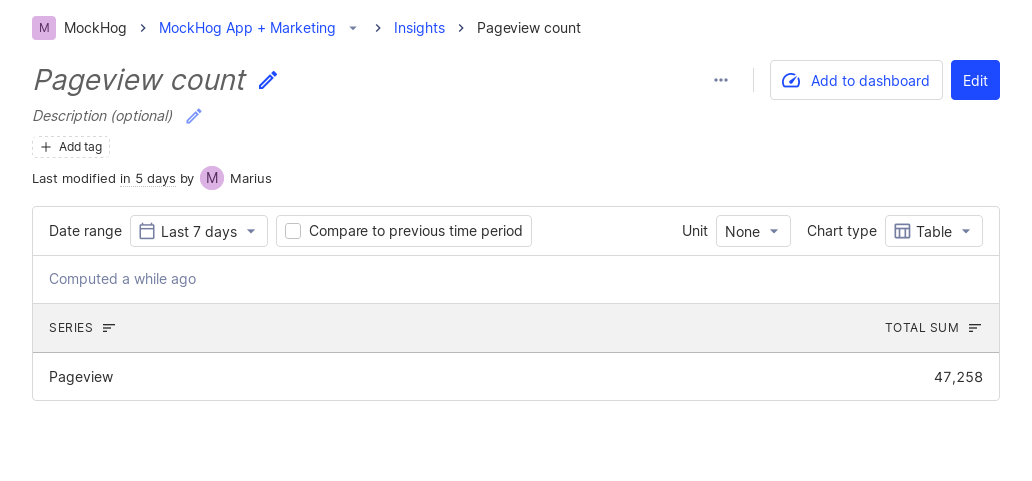 M MockHog > MockHog App + Marketing > Insights > Pageview count
Pageview count
Add to dashboard Edit
Description (optional)
Add tag
Last modified in 5 days by M Marius
Date range Last 7 days Compare to previous time period Unit None Chart type Table
Computed a while ago
SERIES TOTAL SUM
Pageview 47,258